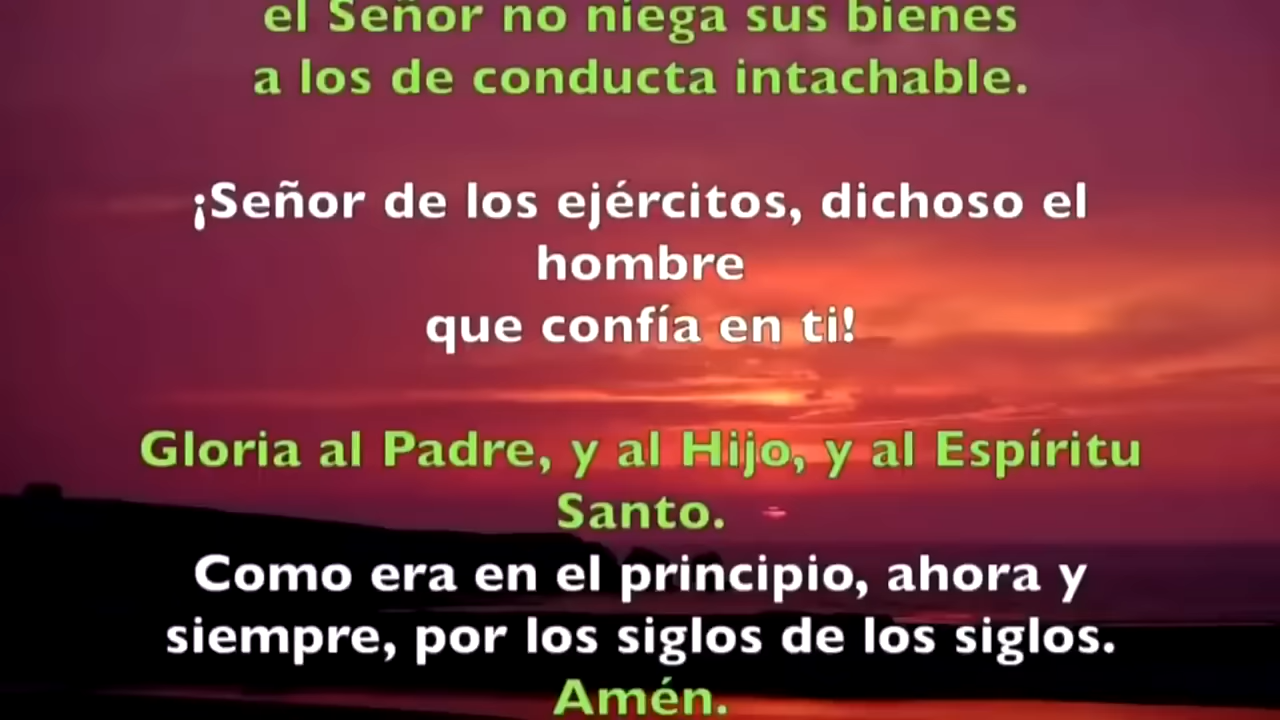 el Señor no niega sus bienes
a los de conducta intachable.
¡Señor de los ejércitos, dichoso el
hombre
que confía en ti!
Gloria al Padre, y al Hijo, y al Espíritu
Santo.
Como era en el principio, ahora y
siempre, por los siglos de los siglos.
Amén.